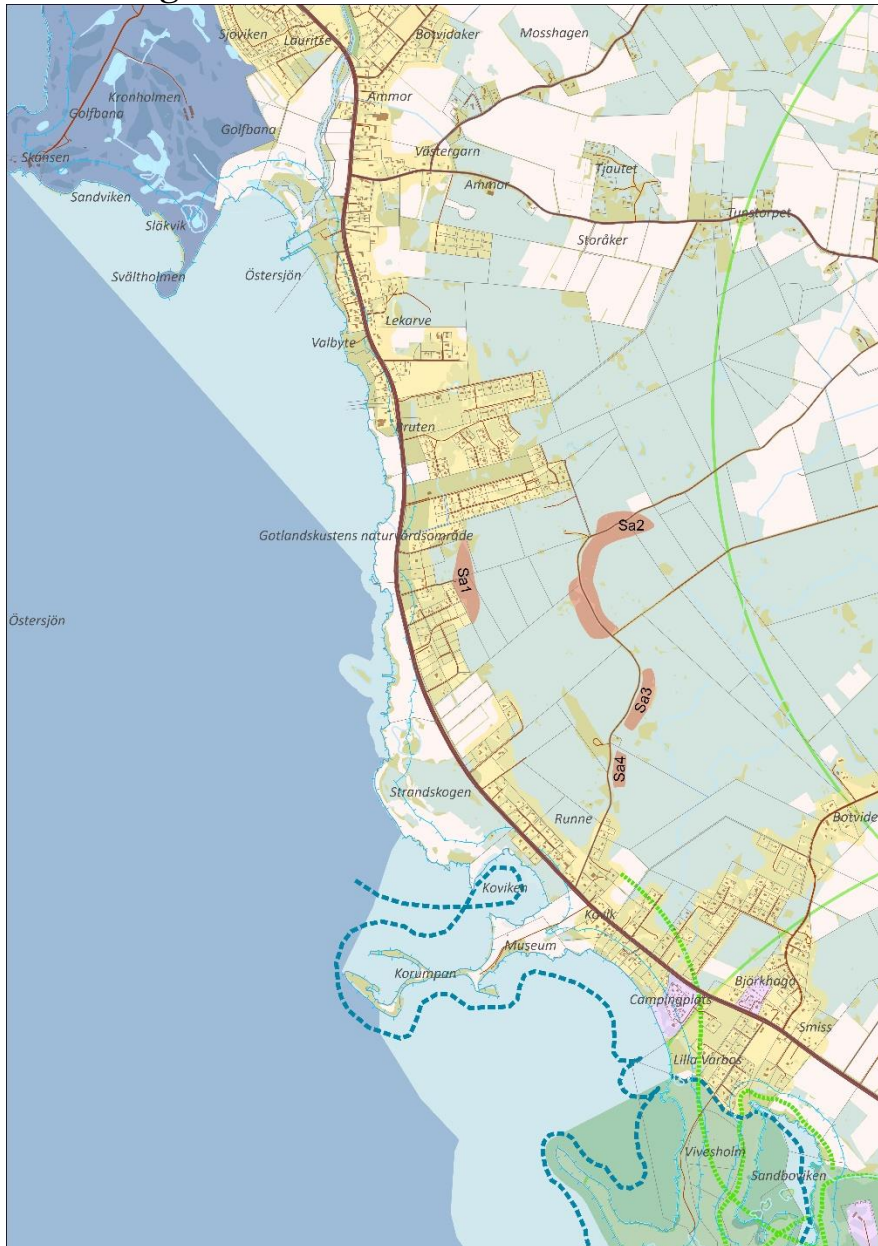 Sjöviken
Lauritse
Botvidaker
Mosshagen
Kronholmen
Golfbana
Ammor
Golfbana
Skansen
Västergarn
Tjautet
Sandviken
Ammor
Släkvik
Tunstorpet
Storåker
Svältholmen
Östersjön
Lekarve
Valbyte
Bruten
Sa2
Gotlandskustens naturvårdsområde
Sa1
Östersjön
Sa3
Sa4
Strandskogen
Runne
Botvide
Koviken
Kovik
Museum
Korumpan
Björkhaga
Campingplats
Smiss
Lilla Varbos
Vivesholm
Sandboviken